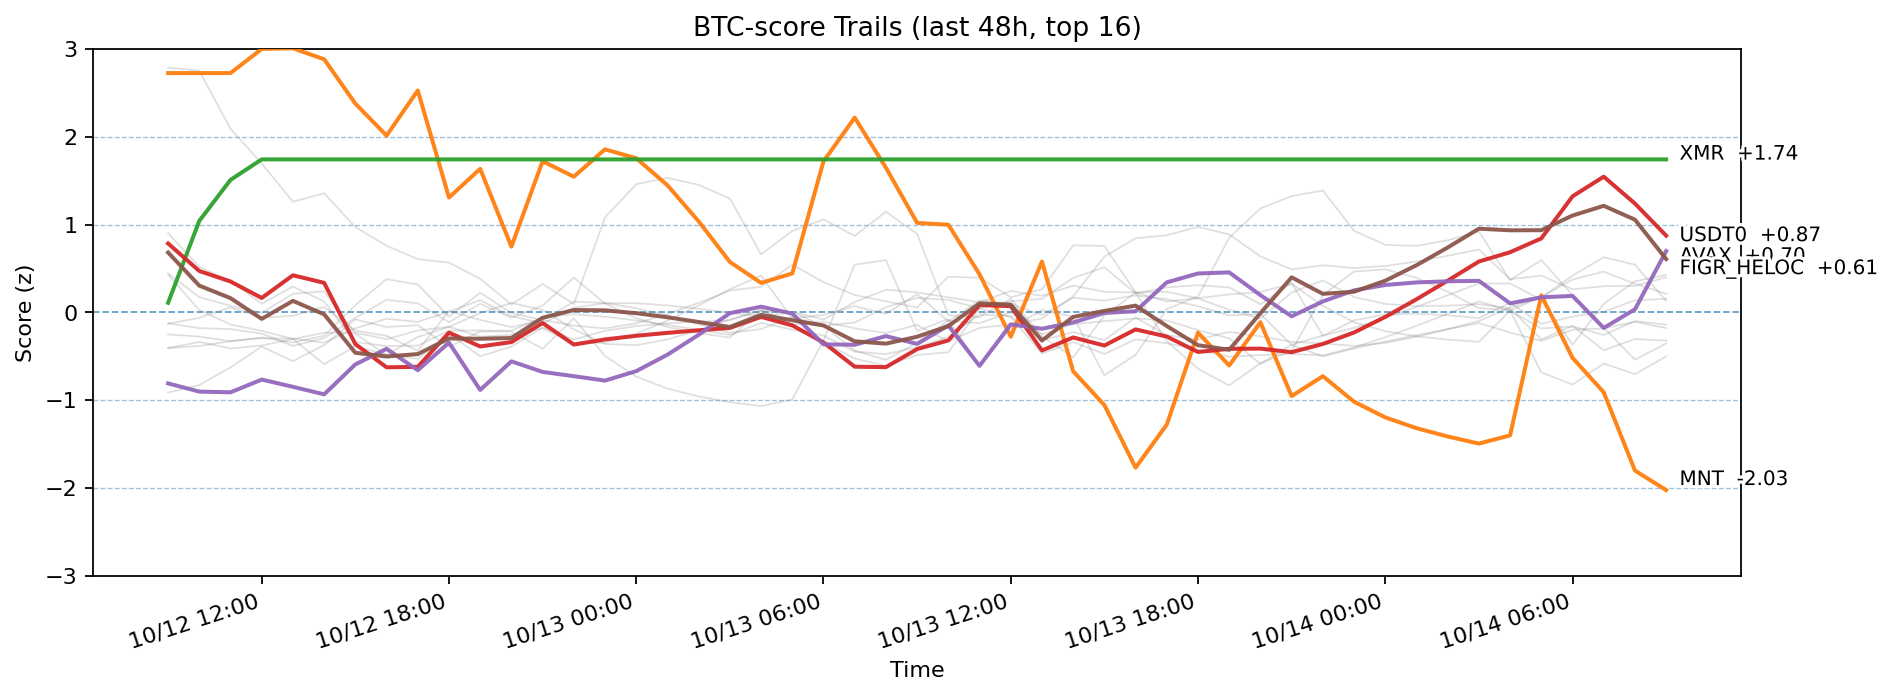 BTC-score Trails (last 48h, top 16)
3
2
1
0
−1
−2
−3
Score (z)
XMR +1.74
USDT0 +0.87
AVAX +0.70
FIGR_HELOC +0.61
MNT -2.03
10/12 12:00
10/12 18:00
10/13 00:00
10/13 06:00
10/13 12:00
10/13 18:00
10/14 00:00
10/14 06:00
Time